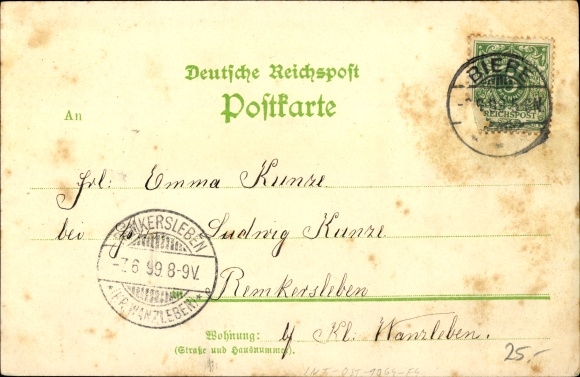 Deutsche Reichspost
Postkarte
An
BIERE
REICHSPOST
Frl: Emma Kunze
bei Ludwig Kunze
REMKERSLEBEN
-7.6.99.8-9V.
(*BZ. WANZLEBEN)*
Remkersleben
Wohnung: Kl. Wanzleben.
(Straße und Hausnummer).
25.-